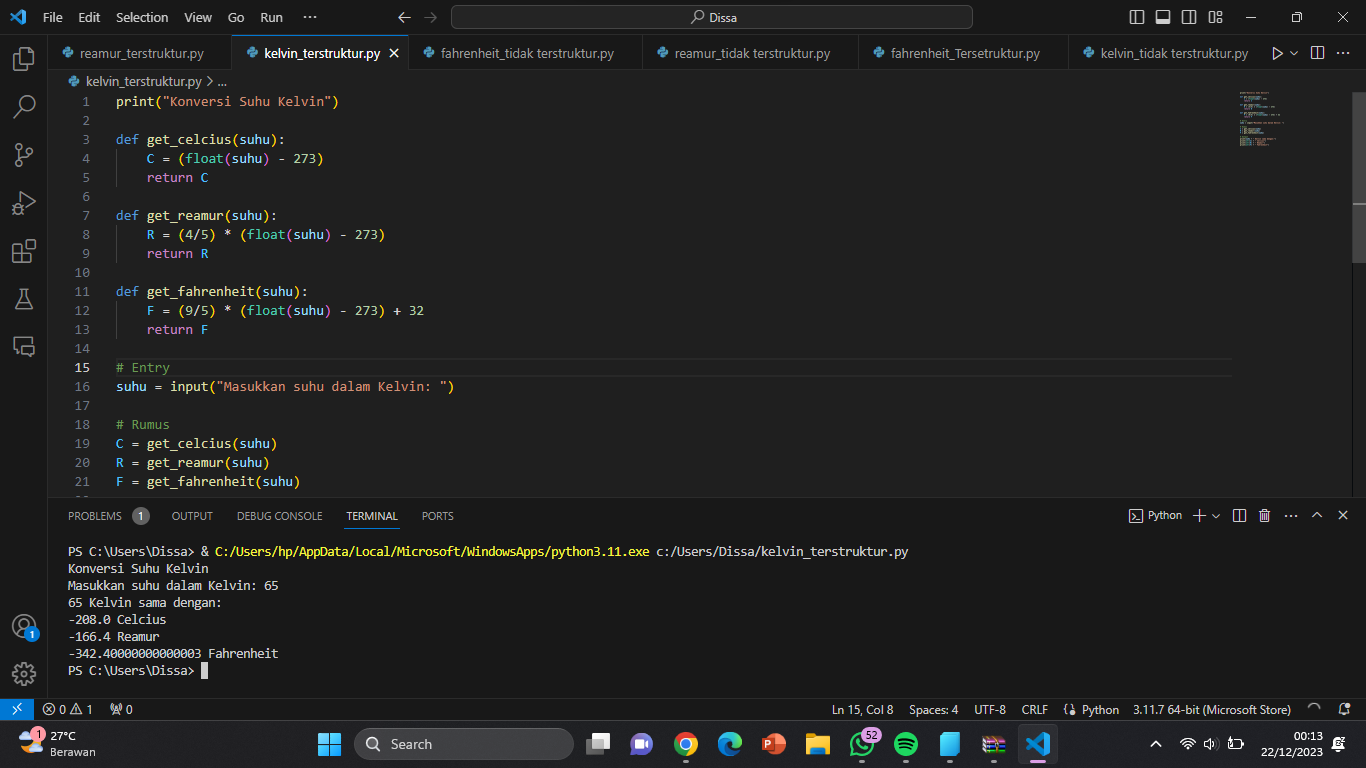 File Edit Selection View Go Run ··· Dissa
reamur_terstruktur.py kelvin_terstruktur.py fahrenheit_tidak terstruktur.py reamur_tidak terstruktur.py fahrenheit_Tersetruktur.py kelvin_tidak terstruktur.py
kelvin_terstruktur.py > ...
1 print("Konversi Suhu Kelvin")
2
3 def get_celcius(suhu):
4 C = (float(suhu) - 273)
5 return C
6
7 def get_reamur(suhu):
8 R = (4/5) * (float(suhu) - 273)
9 return R
10
11 def get_fahrenheit(suhu):
12 F = (9/5) * (float(suhu) - 273) + 32
13 return F
14
15 # Entry
16 suhu = input("Masukkan suhu dalam Kelvin: ")
17
18 # Rumus
19 C = get_celcius(suhu)
20 R = get_reamur(suhu)
21 F = get_fahrenheit(suhu)
PROBLEMS 1 OUTPUT DEBUG CONSOLE TERMINAL PORTS Python
PS C:\Users\Dissa> & C:/Users/hp/AppData/Local/Microsoft/WindowsApps/python3.11.exe c:/Users/Dissa/kelvin_terstruktur.py
Konversi Suhu Kelvin
Masukkan suhu dalam Kelvin: 65
65 Kelvin sama dengan:
-208.0 Celcius
-166.4 Reamur
-342.40000000000003 Fahrenheit
PS C:\Users\Dissa>
1
0 1 0 Ln 15, Col 8 Spaces: 4 UTF-8 CRLF Python 3.11.7 64-bit (Microsoft Store)
1 27°C Search 52 00:13
Berawan 22/12/2023